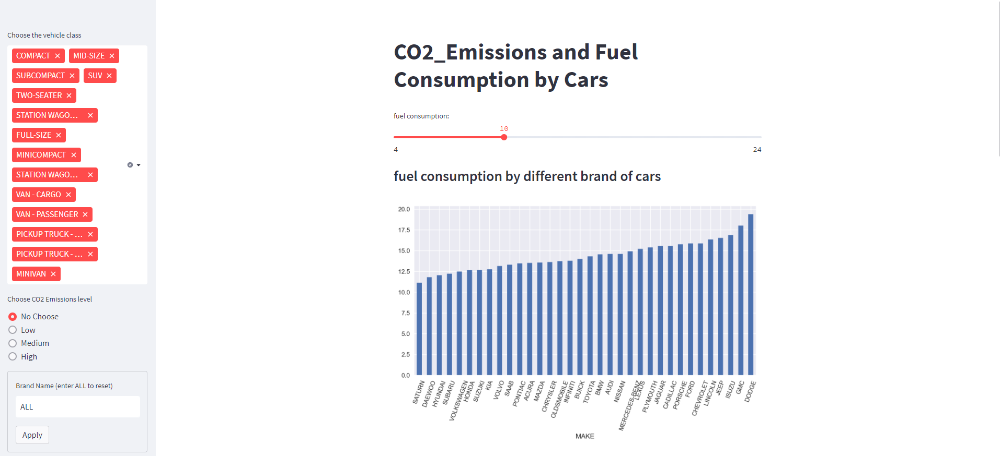 Choose the vehicle class
COMPACT × MID-SIZE ×
SUBCOMPACT × SUV ×
TWO-SEATER ×
STATION WAGO... ×
FULL-SIZE ×
MINICOMPACT ×
STATION WAGO... ×
VAN - CARGO ×
VAN - PASSENGER ×
PICKUP TRUCK - ... ×
PICKUP TRUCK - ... ×
MINIVAN ×
Choose CO2 Emissions level
No Choose
Low
Medium
High
Brand Name (enter ALL to reset)
ALL
Apply
CO2_Emissions and Fuel
Consumption by Cars
fuel consumption:
10
4 24
fuel consumption by different brand of cars
20.0
17.5
15.0
12.5
10.0
7.5
5.0
2.5
0.0
SATURN
DAEWOO
HYUNDAI
SUBARU
VOLKSWAGEN
HONDA
SUZUKI
KIA
VOLVO
SAAB
PONTIAC
ACURA
MAZDA
CHRYSLER
OLDSMOBILE
INFINITI
BUICK
TOYOTA
BMW
AUDI
NISSAN
MERCEDES-BENZ
LEXUS
PLYMOUTH
JAGUAR
CADILLAC
PORSCHE
FORD
CHEVROLET
LINCOLN
JEEP
ISUZU
GMC
DODGE
MAKE